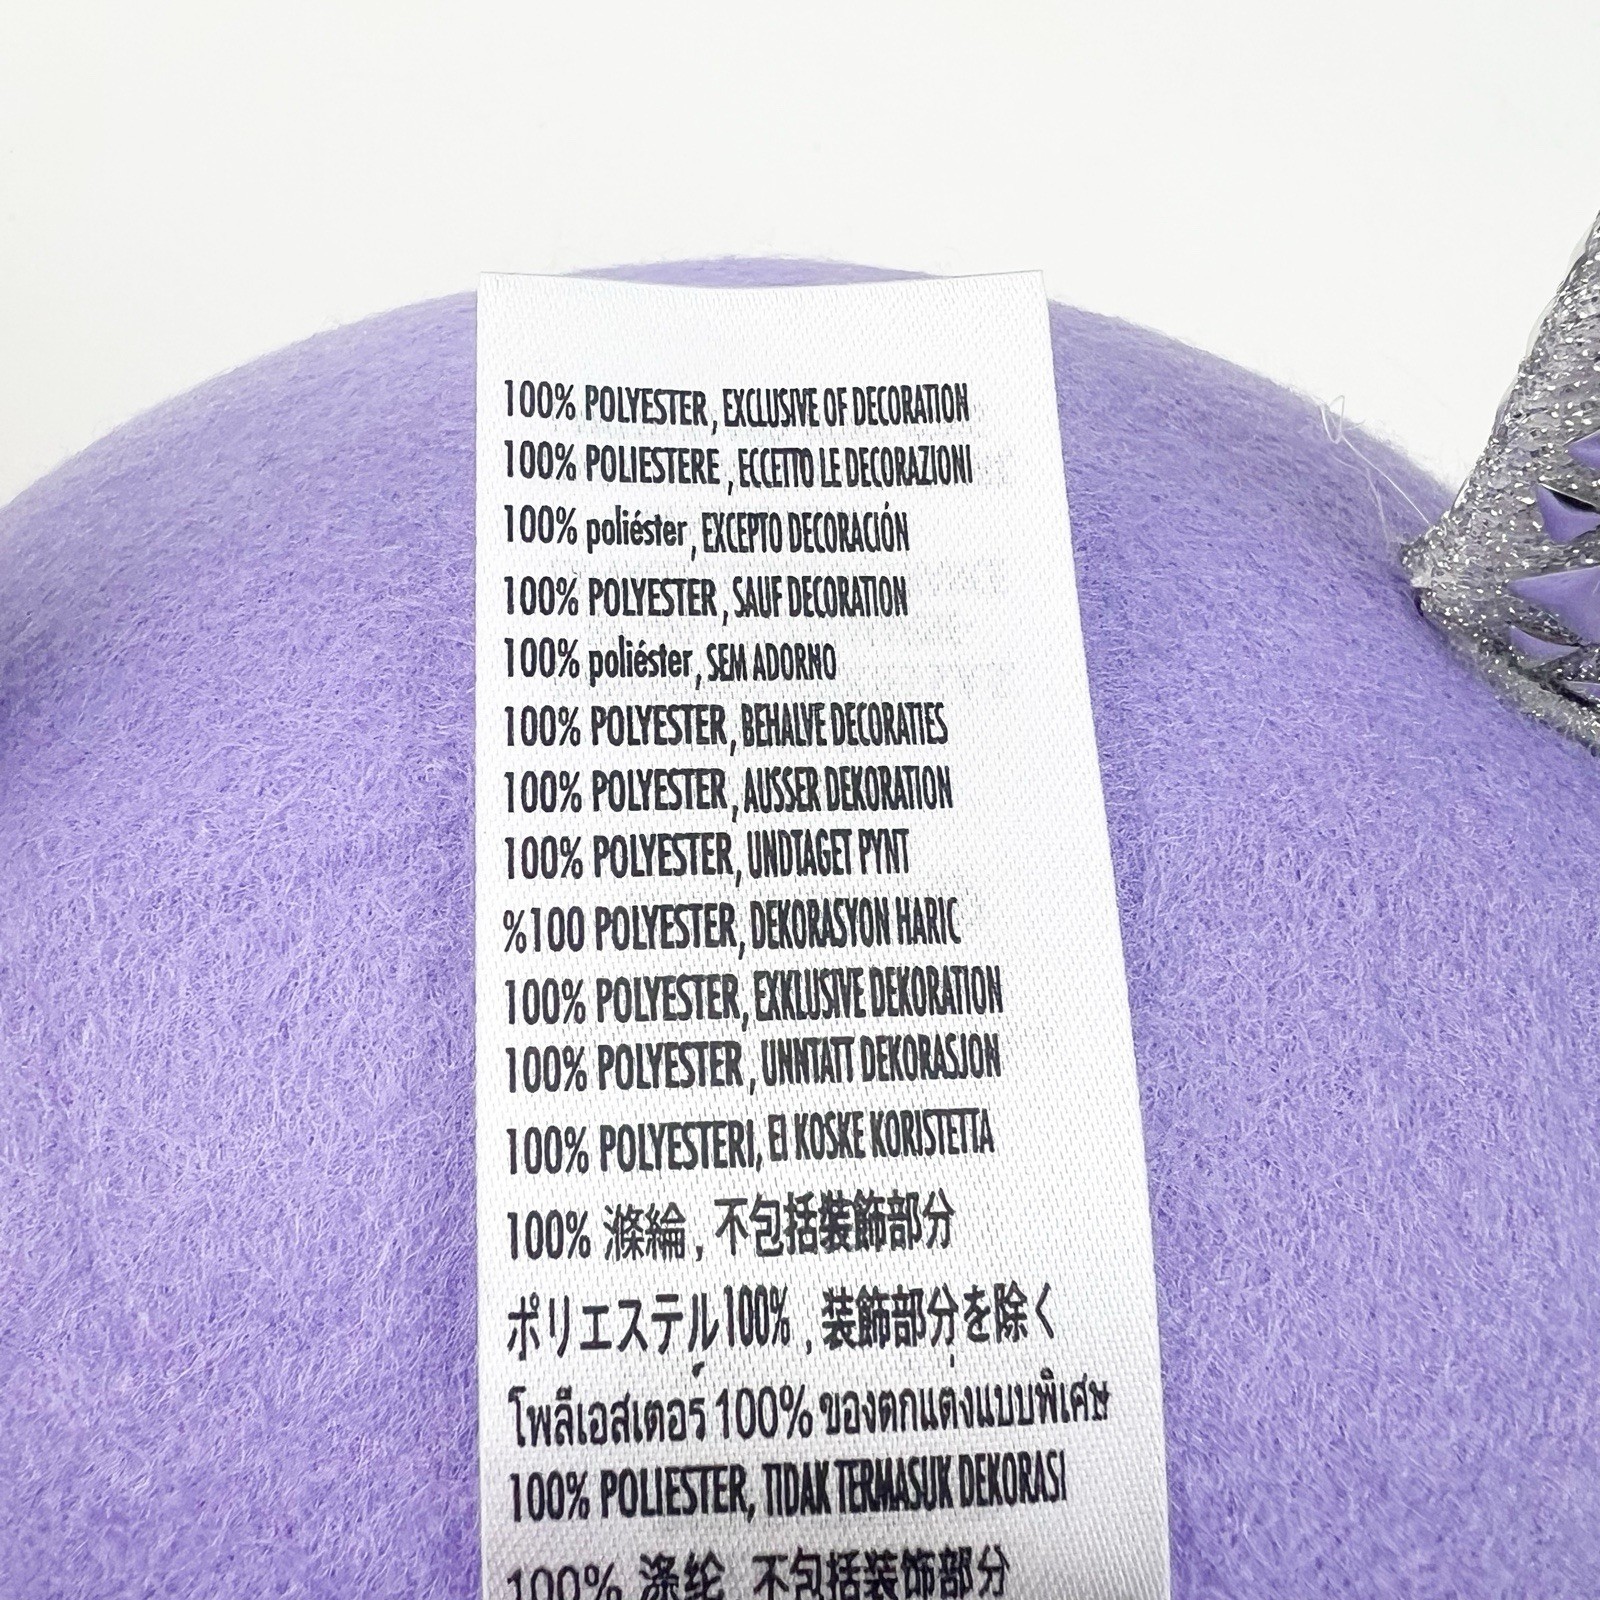 100% POLYESTER, EXCLUSIVE OF DECORATION
100% POLIESTERE, ECCETTO LE DECORAZIONI
100% poliéster, EXCEPTO DECORACIÓN
100% POLYESTER, SAUF DECORATION
100% poliéster, SEM ADORNO
100% POLYESTER, BEHALVE DECORATIES
100% POLYESTER, AUSSER DEKORATION
100% POLYESTER, UNDTAGET PYNT
%100 POLYESTER, DEKORASYON HARIC
100% POLYESTER, EXKLUSIVE DEKORATION
100% POLYESTER, UNNTATT DEKORASJON
100% POLYESTERI, EI KOSKE KORISTETTA
100% 滌綸, 不包括裝飾部分
ポリエステル100%, 装飾部分を除く
โพลีเอสเตอร์ 100% ของตกแต่งแบบพิเศษ
100% POLIESTER, TIDAK TERMASUK DEKORASI
100% 涤纶 不包括装饰部分